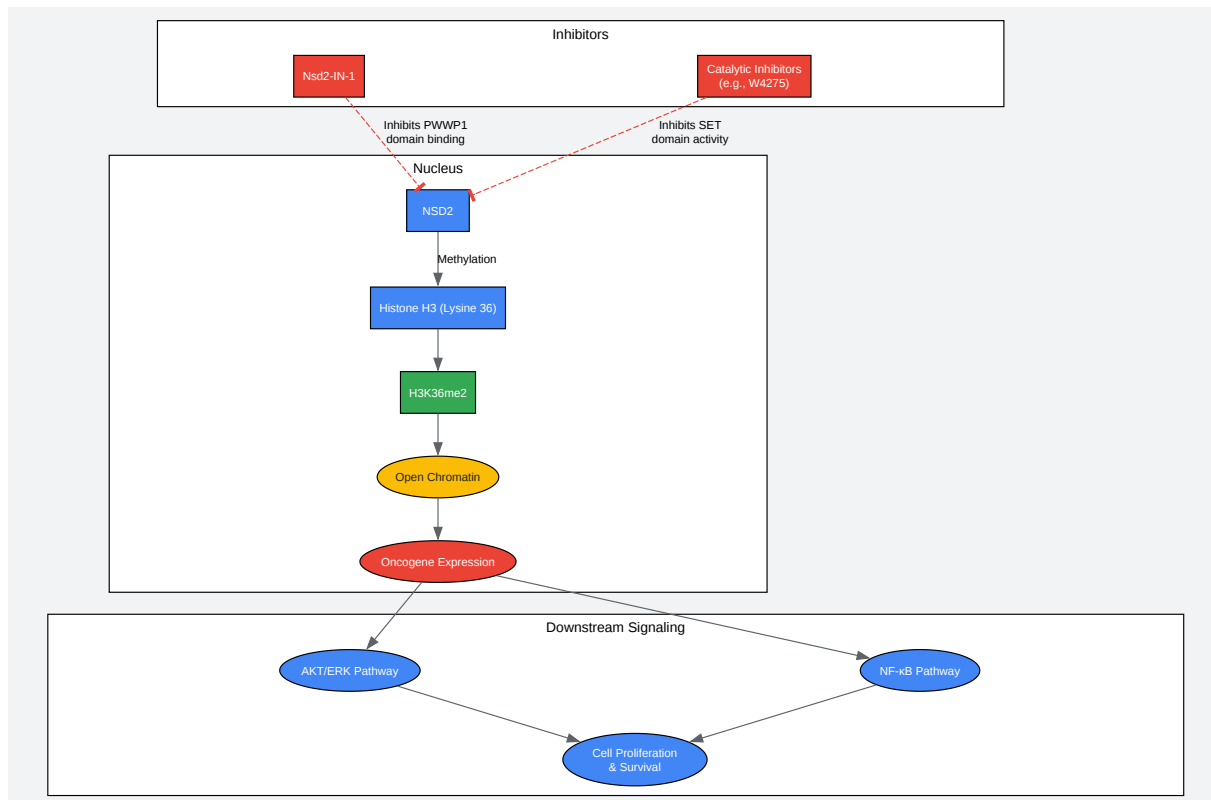 Inhibitors
Nsd2-IN-1
Catalytic Inhibitors
(e.g., W4275)
Inhibits PWWP1
domain binding
Inhibits SET
domain activity
Nucleus
NSD2
Methylation
Histone H3 (Lysine 36)
H3K36me2
Open Chromatin
Oncogene Expression
Downstream Signaling
AKT/ERK Pathway
NF-κB Pathway
Cell Proliferation
& Survival